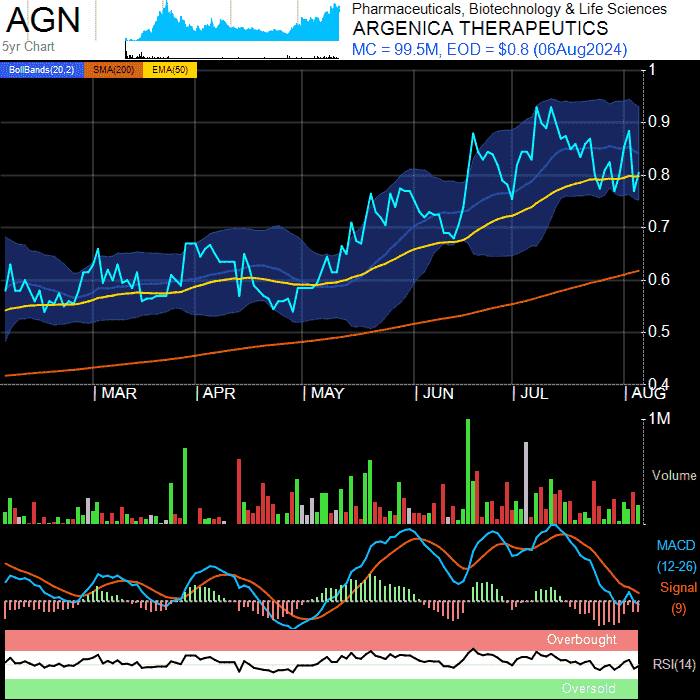 AGN
5yr Chart
Pharmaceuticals, Biotechnology & Life Sciences
ARGENICA THERAPEUTICS
MC = 99.5M, EOD = $0.8 (06Aug2024)
BollBands(20,2) SMA(200) EMA(50)
1
0.9
0.8
0.7
0.6
0.5
0.4
MAR APR MAY JUN JUL AUG
1M
Volume
MACD
(12-26)
Signal
(9)
Overbought
RSI(14)
Oversold